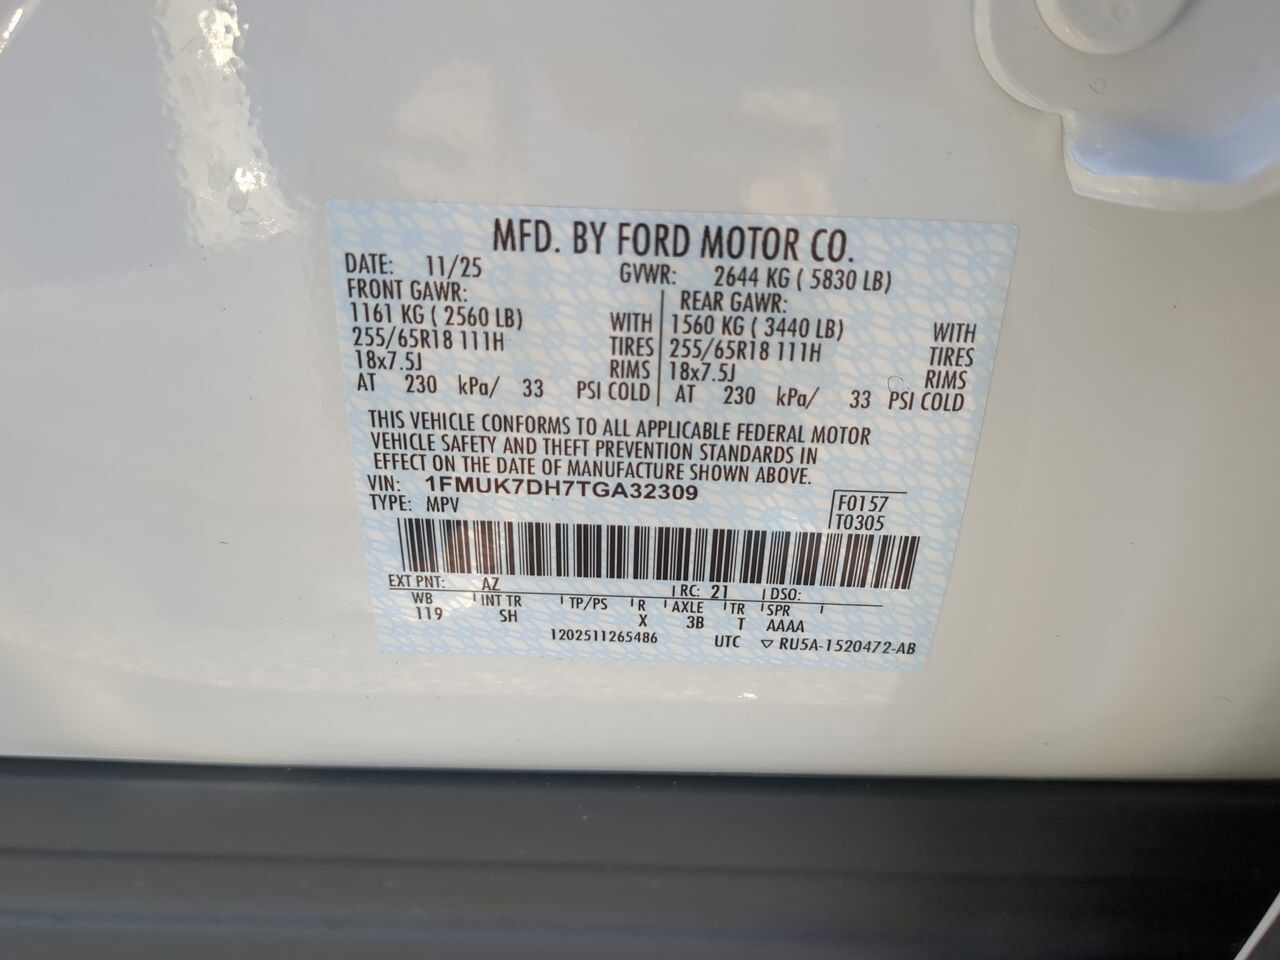 MFD. BY FORD MOTOR CO.
DATE: 11/25 GVWR: 2644 KG ( 5830 LB)
FRONT GAWR: REAR GAWR:
1161 KG ( 2560 LB) WITH 1560 KG ( 3440 LB) WITH
255/65R18 111H TIRES 255/65R18 111H TIRES
18x7.5J RIMS 18x7.5J RIMS
AT 230 kPa/ 33 PSI COLD AT 230 kPa/ 33 PSI COLD
THIS VEHICLE CONFORMS TO ALL APPLICABLE FEDERAL MOTOR
VEHICLE SAFETY AND THEFT PREVENTION STANDARDS IN
EFFECT ON THE DATE OF MANUFACTURE SHOWN ABOVE.
VIN: 1FMUK7DH7TGA32309
TYPE: MPV
F0157
T0305
EXT PNT: AZ RC: 21 DSO:
WB INT TR TP/PS R AXLE TR SPR
119 SH X 3B T AAAA
1202511265486 UTC ▽ RU5A-1520472-AB